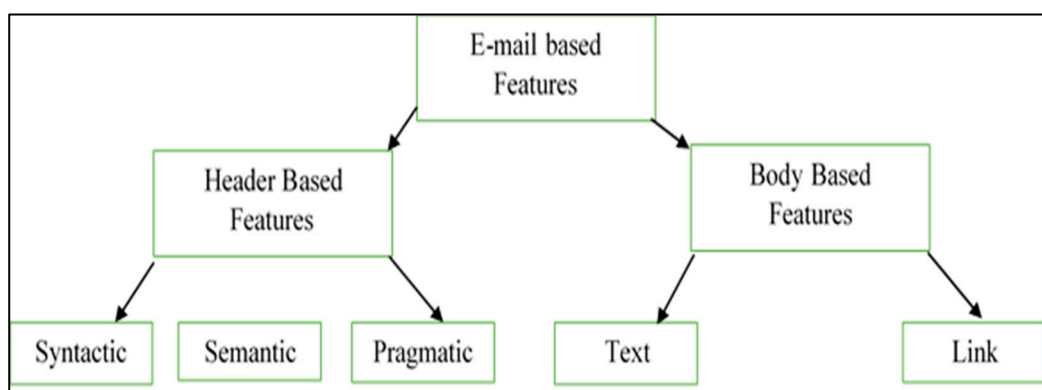 E-mail based
Features
Header Based
Features
Body Based
Features
Syntactic
Semantic
Pragmatic
Text
Link